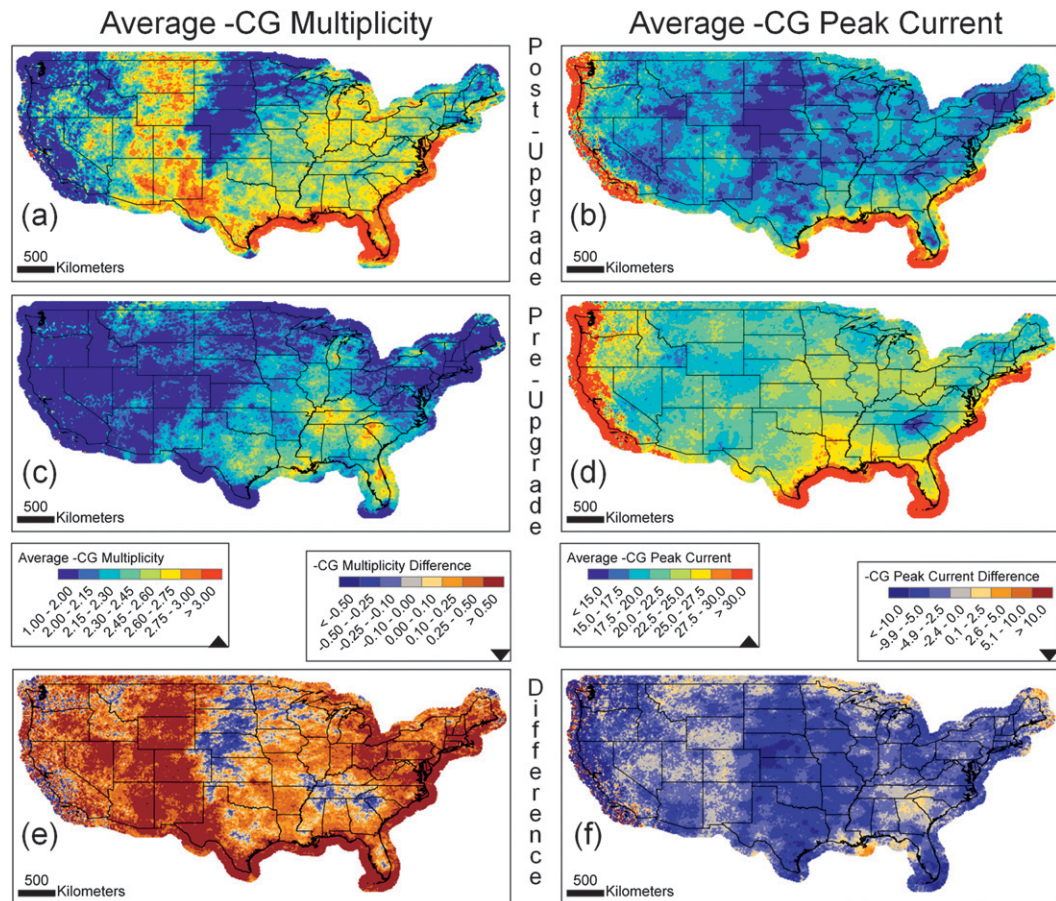 Average -CG Multiplicity
Average -CG Peak Current
Post-Upgrade
(a)
500
Kilometers
(b)
500
Kilometers
Pre-Upgrade
(c)
500
Kilometers
(d)
500
Kilometers
Average -CG Multiplicity
1.00 - 2.00
2.00 - 2.15
2.15 - 2.30
2.30 - 2.45
2.45 - 2.60
2.60 - 2.75
2.75 - 3.00
> 3.00
-CG Multiplicity Difference
< -0.50
-0.50 - -0.25
-0.25 - -0.10
-0.10 - 0.00
0.00 - 0.10
0.10 - 0.25
0.25 - 0.50
> 0.50
Average -CG Peak Current
< 15.0
15.0 - 17.5
17.5 - 20.0
20.0 - 22.5
22.5 - 25.0
25.0 - 27.5
27.5 - 30.0
> 30.0
-CG Peak Current Difference
< -10.0
-9.9 - -5.0
-4.9 - -2.5
-2.4 - 0.0
0.1 - 2.5
2.6 - 5.0
5.1 - 10.0
> 10.0
Difference
(e)
500
Kilometers
(f)
500
Kilometers